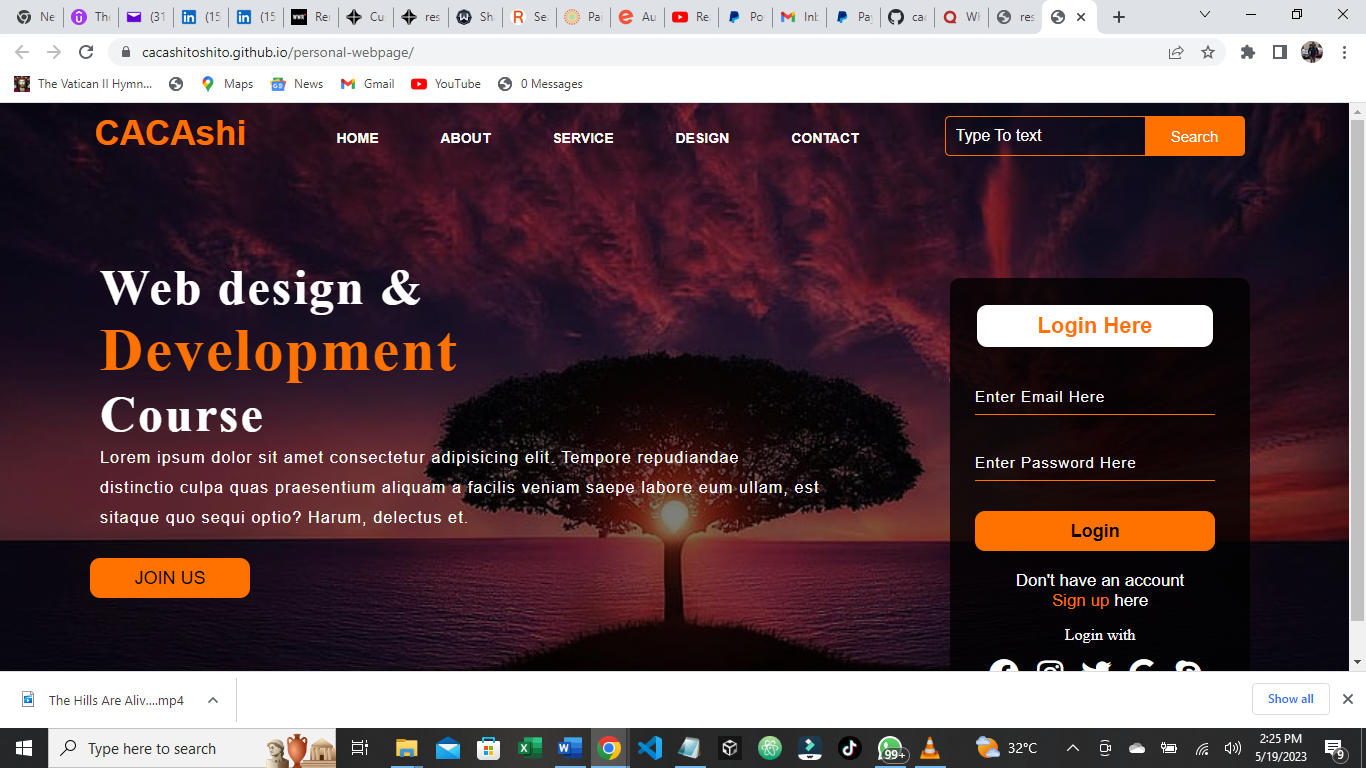 Ne
The
(31
(15
(15
Rer
Cu
res
Sh
Se
Pa
Au
Re
Po
Inb
Pay
cac
Wh
res
cacashitoshito.github.io/personal-webpage/
The Vatican II Hymn...
Maps
News
Gmail
YouTube
0 Messages
CACAshi
HOME
ABOUT
SERVICE
DESIGN
CONTACT
Type To text
Search
Web design &
Development
Course
Lorem ipsum dolor sit amet consectetur adipisicing elit. Tempore repudiandae
distinctio culpa quas praesentium aliquam a facilis veniam saepe labore eum ullam, est
sitaque quo sequi optio? Harum, delectus et.
JOIN US
Login Here
Enter Email Here
Enter Password Here
Login
Don't have an account
Sign up here
Login with
The Hills Are Aliv....mp4
Show all
Type here to search
99+
32°C
2:25 PM
5/19/2023
9